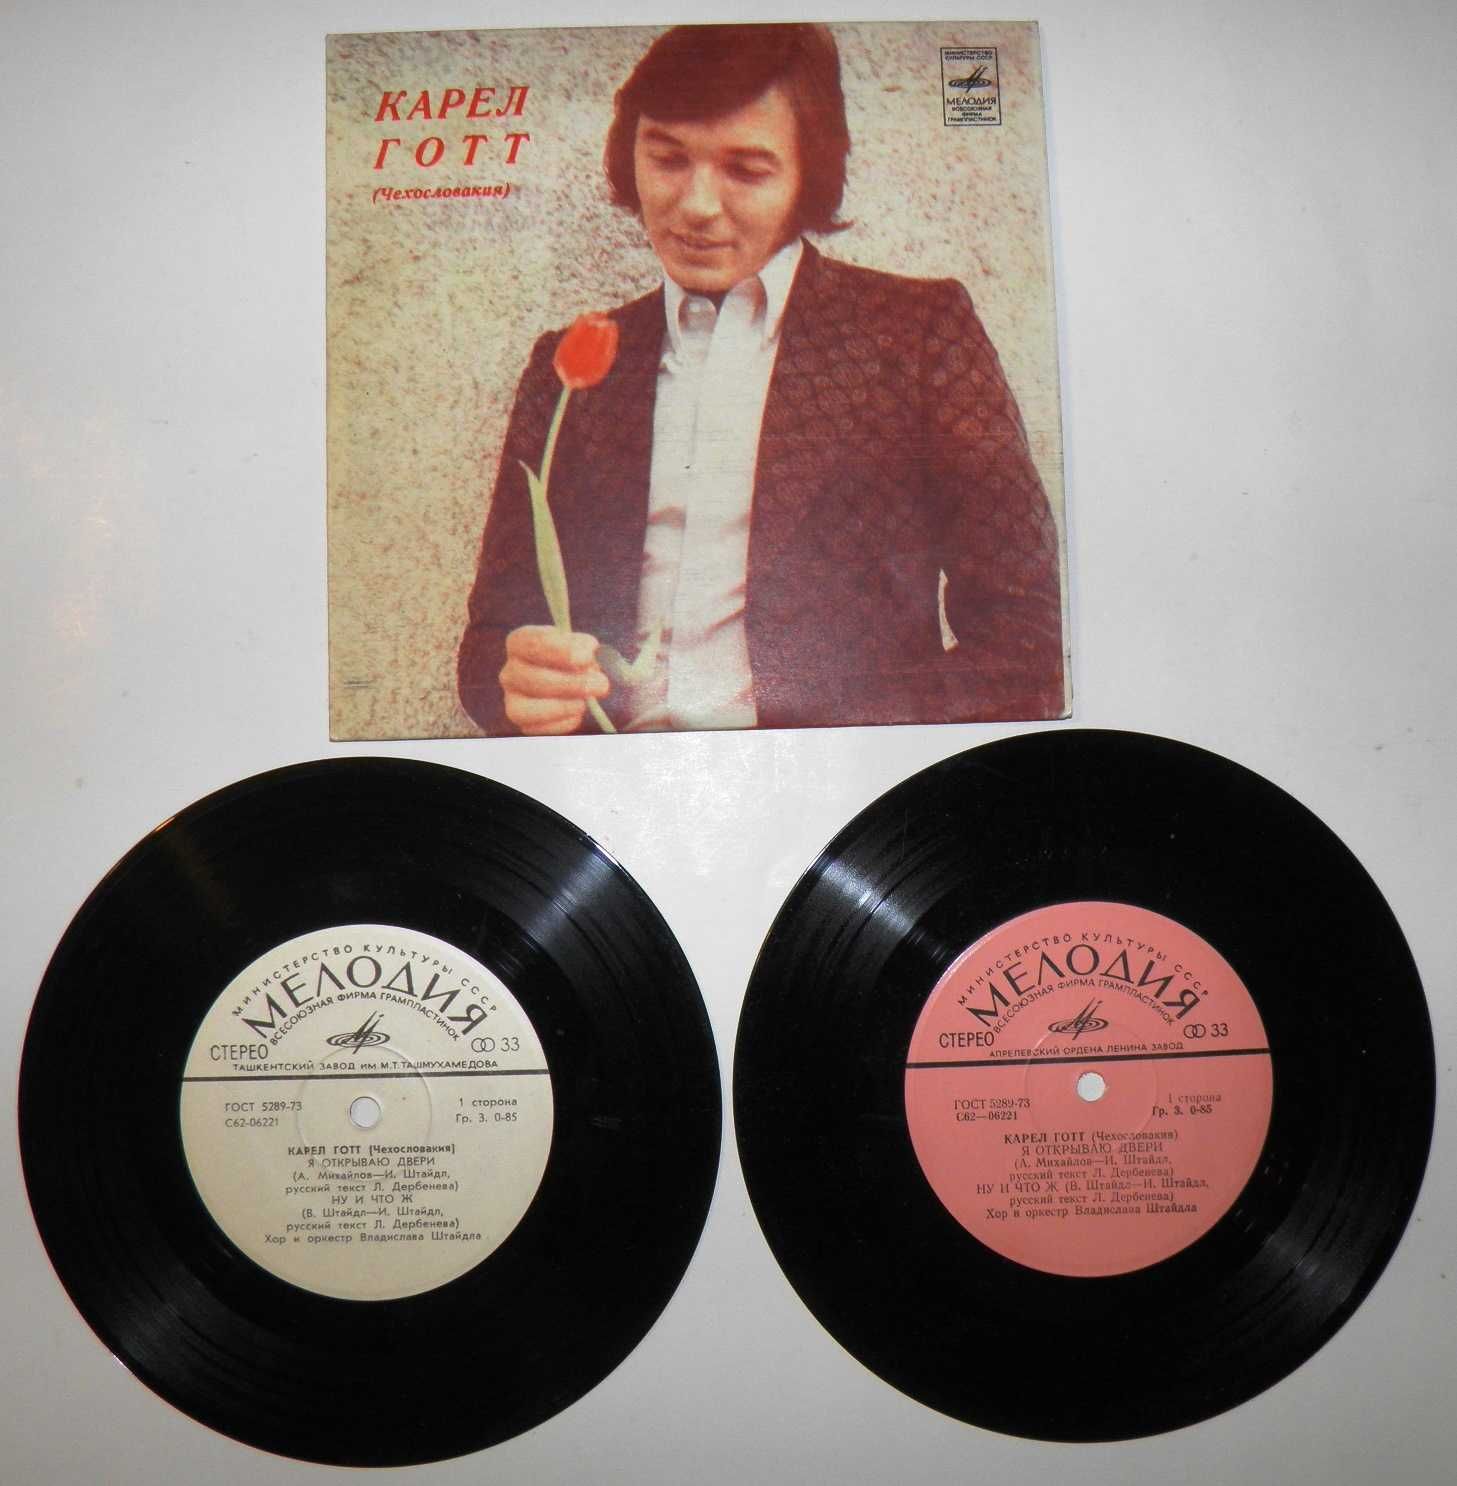 КАРЕЛ
ГОТТ
(Чехословакия)
МИНИСТЕРСТВО
КУЛЬТУРЫ СССР
МЕЛОДИЯ
ВСЕСОЮЗНАЯ
ФИРМА
ГРАМПЛАСТИНОК
МИНИСТЕРСТВО КУЛЬТУРЫ СССР
МЕЛОДИЯ
ВСЕСОЮЗНАЯ ФИРМА ГРАМПЛАСТИНОК
СТЕРЕО
33
ТАШКЕНТСКИЙ ЗАВОД ИМ.М.Т.ТАШМУХАМЕДОВА
ГОСТ 5289-73
1 сторона
С62-06221
Гр. 3. 0-85
КАРЕЛ ГОТТ (Чехословакия)
Я ОТКРЫВАЮ ДВЕРИ
(А. Михайлов—И. Штайдл,
русский текст Л. Дербенева)
НУ И ЧТО Ж
(В. Штайдл—И. Штайдл,
русский текст Л. Дербенева)
Хор и оркестр Владислава Штайдла
МИНИСТЕРСТВО КУЛЬТУРЫ СССР
МЕЛОДИЯ
ВСЕСОЮЗНАЯ ФИРМА ГРАМПЛАСТИНОК
СТЕРЕО
33
АПРЕЛЕВСКИЙ ОРДЕНА ЛЕНИНА ЗАВОД
ГОСТ 5289-73
1 сторона
С62—06221
Гр. 3. 0-85
КАРЕЛ ГОТТ (Чехословакия)
Я ОТКРЫВАЮ ДВЕРИ
(А. Михайлов—И. Штайдл,
русский текст Л. Дербенева)
НУ И ЧТО Ж (В. Штайдл—И. Штайдл,
русский текст Л. Дербенева)
Хор и оркестр Владислава Штайдла